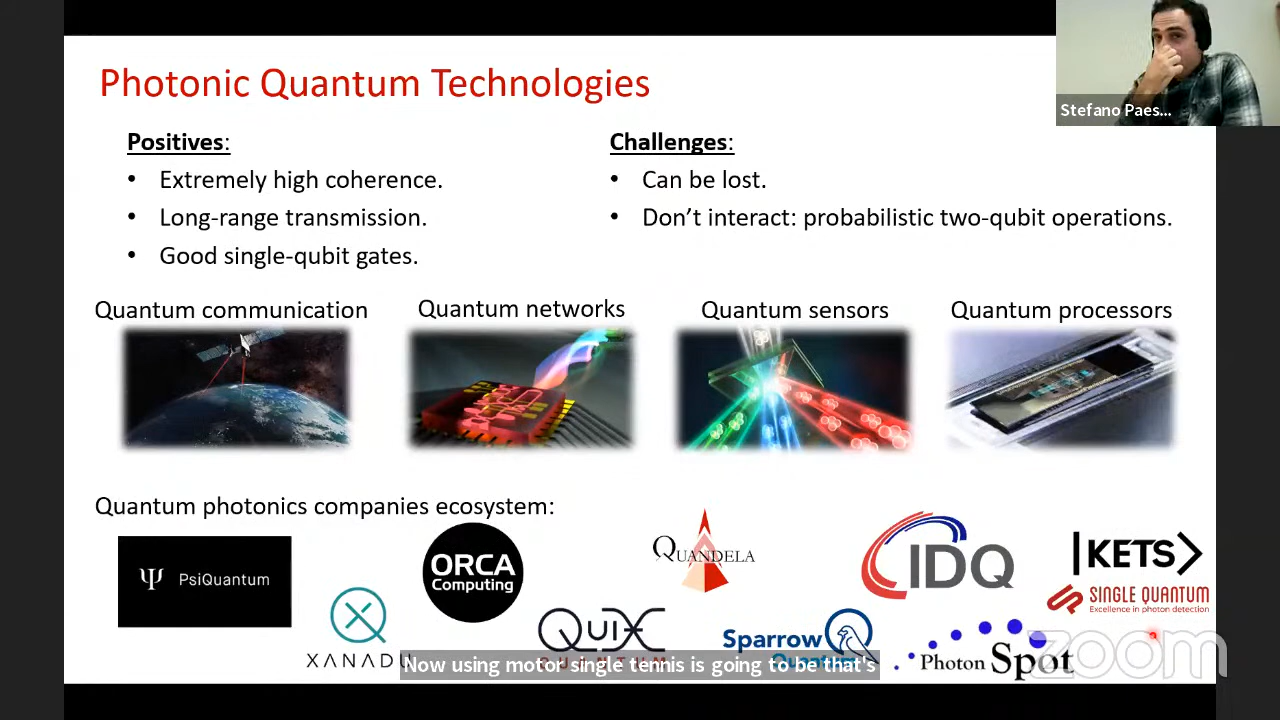 Photonic Quantum Technologies
Stefano Paes...
Positives:
• Extremely high coherence.
• Long-range transmission.
• Good single-qubit gates.
Challenges:
• Can be lost.
• Don't interact: probabilistic two-qubit operations.
Quantum communication
Quantum networks
Quantum sensors
Quantum processors
Quantum photonics companies ecosystem:
Ψ PsiQuantum
XANADU
ORCA
Computing
QUIX
QUANDELA
Sparrow
Quantum
IDQ
Photon Spot
|KETS>
SINGLE QUANTUM
Excellence in photon detection
zoom
Now using motor single tennis is going to be that's